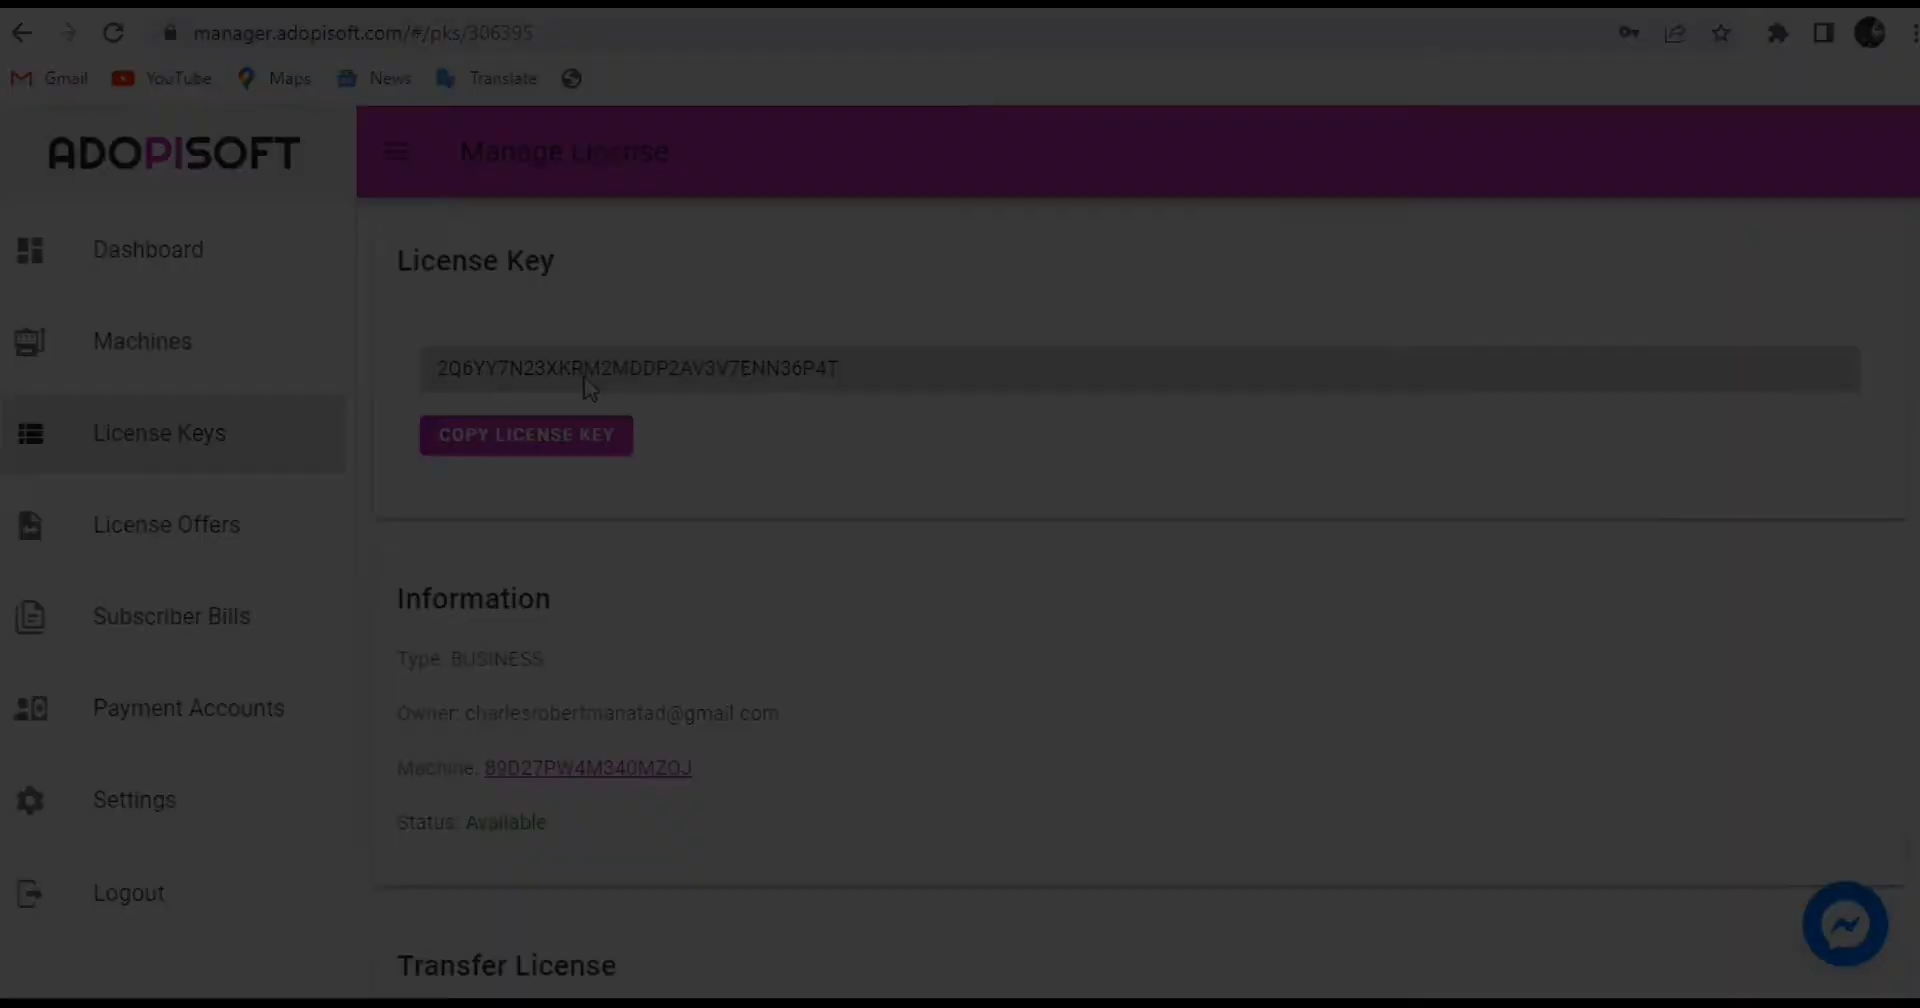 manager.adopisoft.com/#/pks/306395
Gmail
YouTube
Maps
News
Translate
ADOPISOFT
Manage License
Dashboard
Machines
License Keys
License Offers
Subscriber Bills
Payment Accounts
Settings
Logout
License Key
2Q6YY7N23XKRM2MDDP2AV3V7ENN36P4T
COPY LICENSE KEY
Information
Type: BUSINESS
Owner: charlesrobertmanatad@gmail.com
Machine: 89D27PW4M340MZOJ
Status: Available
Transfer License